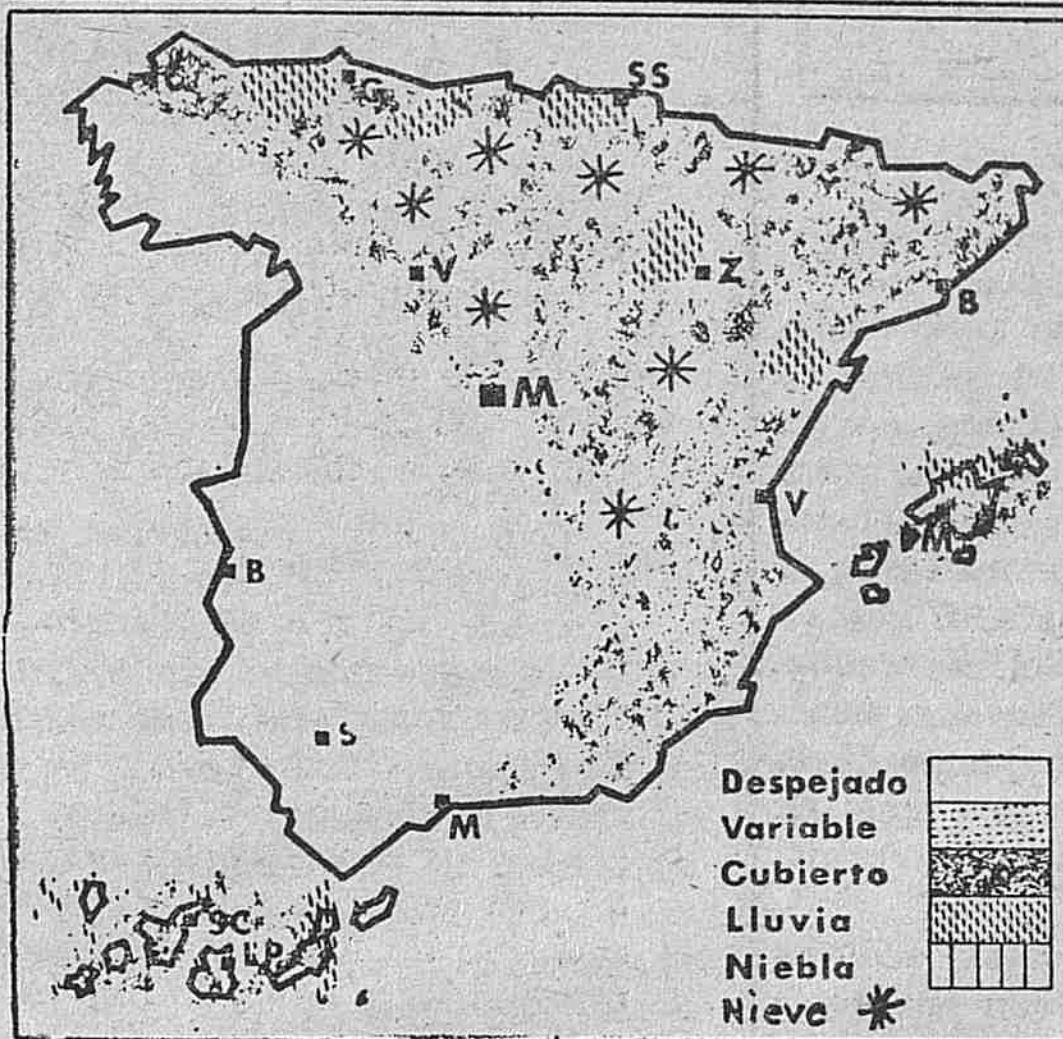 C
G
SS
V
Z
B
M
V
M
B
S
M
SC
LP
Despejado
Variable
Cubierto
Lluvia
Niebla
Nieve